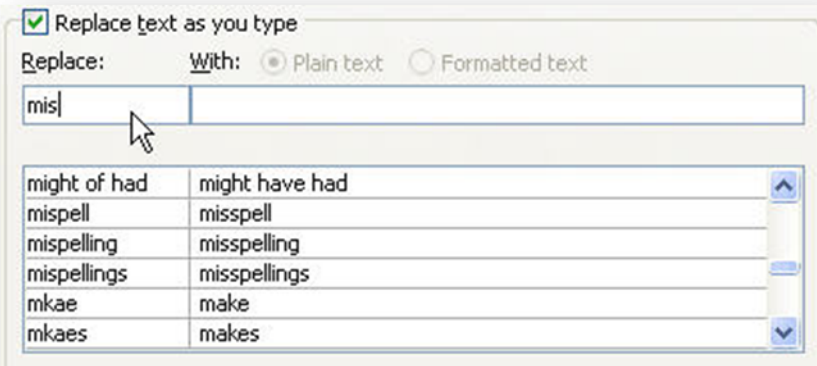 Replace text as you type
Replace: With: Plain text Formatted text
mis
might of had might have had
mispell misspell
mispelling misspelling
mispellings misspellings
mkae make
mkaes makes